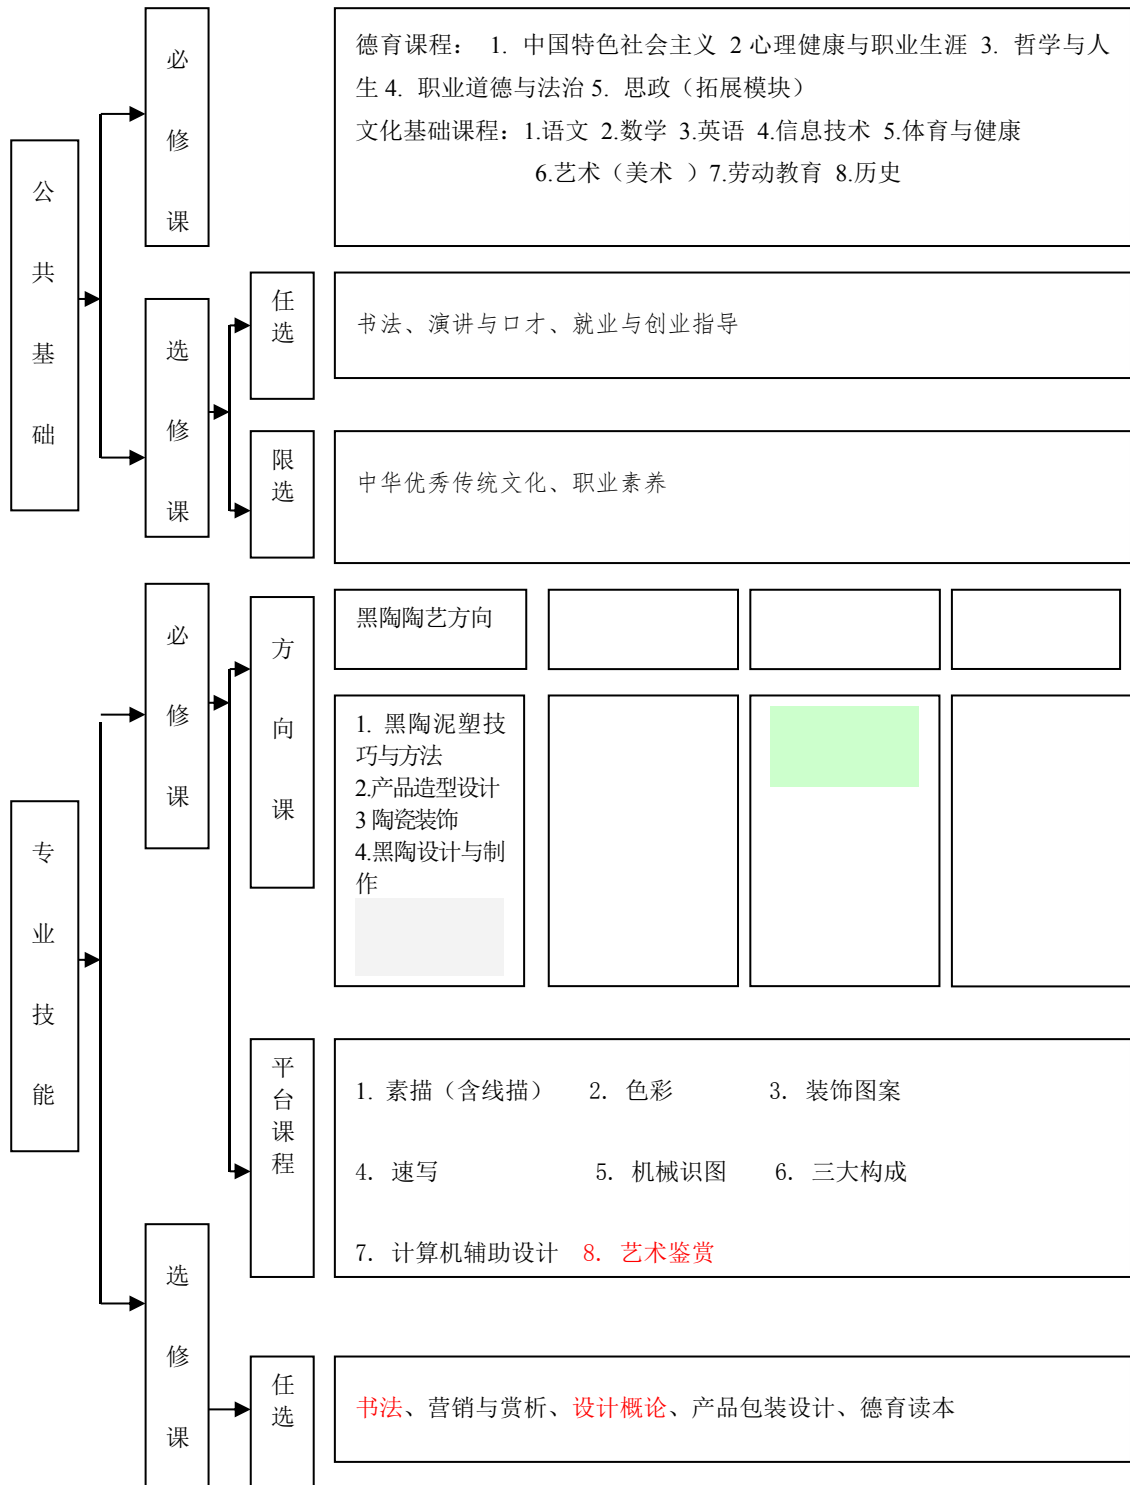 公共基础
必修课
德育课程： 1. 中国特色社会主义 2 心理健康与职业生涯 3. 哲学与人
生 4. 职业道德与法治 5. 思政（拓展模块）
文化基础课程：1.语文 2.数学 3.英语 4.信息技术 5.体育与健康
6.艺术（美术 ）7.劳动教育 8.历史
选修课
任选
书法、演讲与口才、就业与创业指导
限选
中华优秀传统文化、职业素养
专业技能
必修课
方向课
黑陶陶艺方向
1. 黑陶泥塑技
巧与方法
2.产品造型设计
3 陶瓷装饰
4.黑陶设计与制
作
平台课程
1. 素描（含线描） 2. 色彩 3. 装饰图案
4. 速写 5. 机械识图 6. 三大构成
7. 计算机辅助设计 8. 艺术鉴赏
选修课
任选
书法、营销与赏析、设计概论、产品包装设计、德育读本